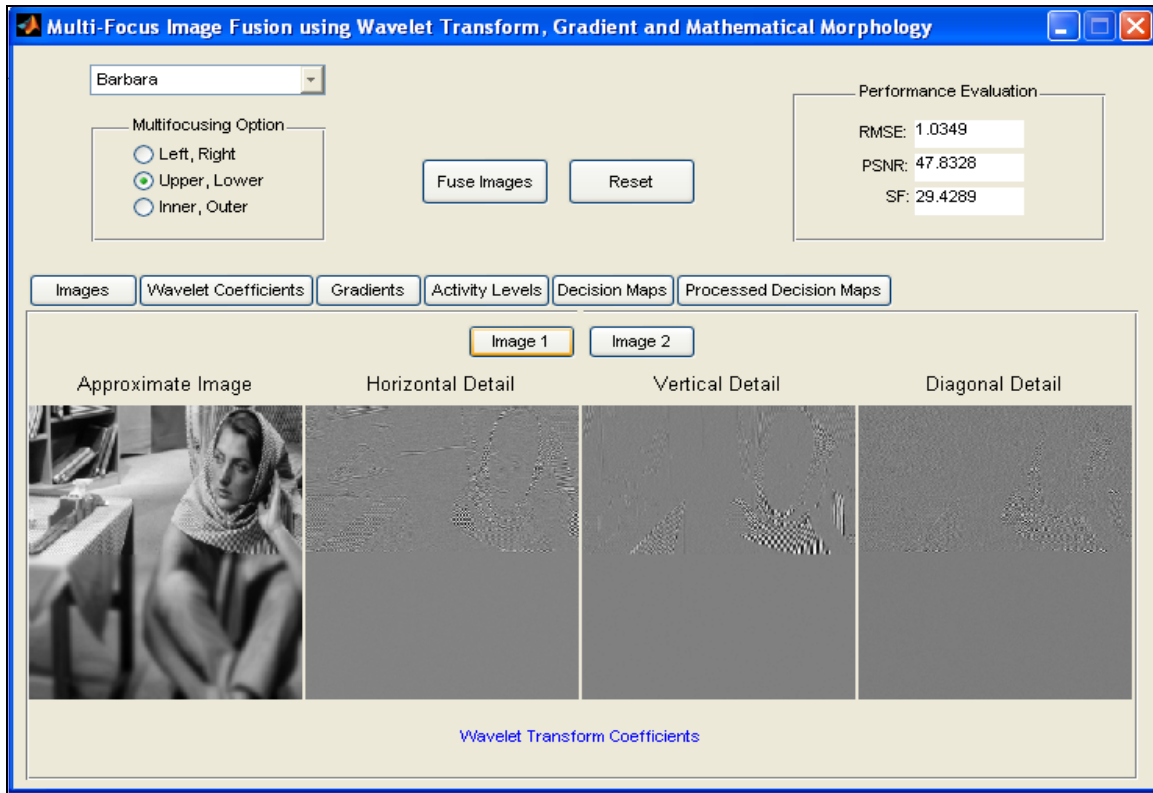 Multi-Focus Image Fusion using Wavelet Transform, Gradient and Mathematical Morphology
Barbara
Multifocusing Option
Left, Right
Upper, Lower
Inner, Outer
Fuse Images
Reset
Performance Evaluation
RMSE: 1.0349
PSNR: 47.8328
SF: 29.4289
Images
Wavelet Coefficients
Gradients
Activity Levels
Decision Maps
Processed Decision Maps
Image 1
Image 2
Approximate Image
Horizontal Detail
Vertical Detail
Diagonal Detail
Wavelet Transform Coefficients